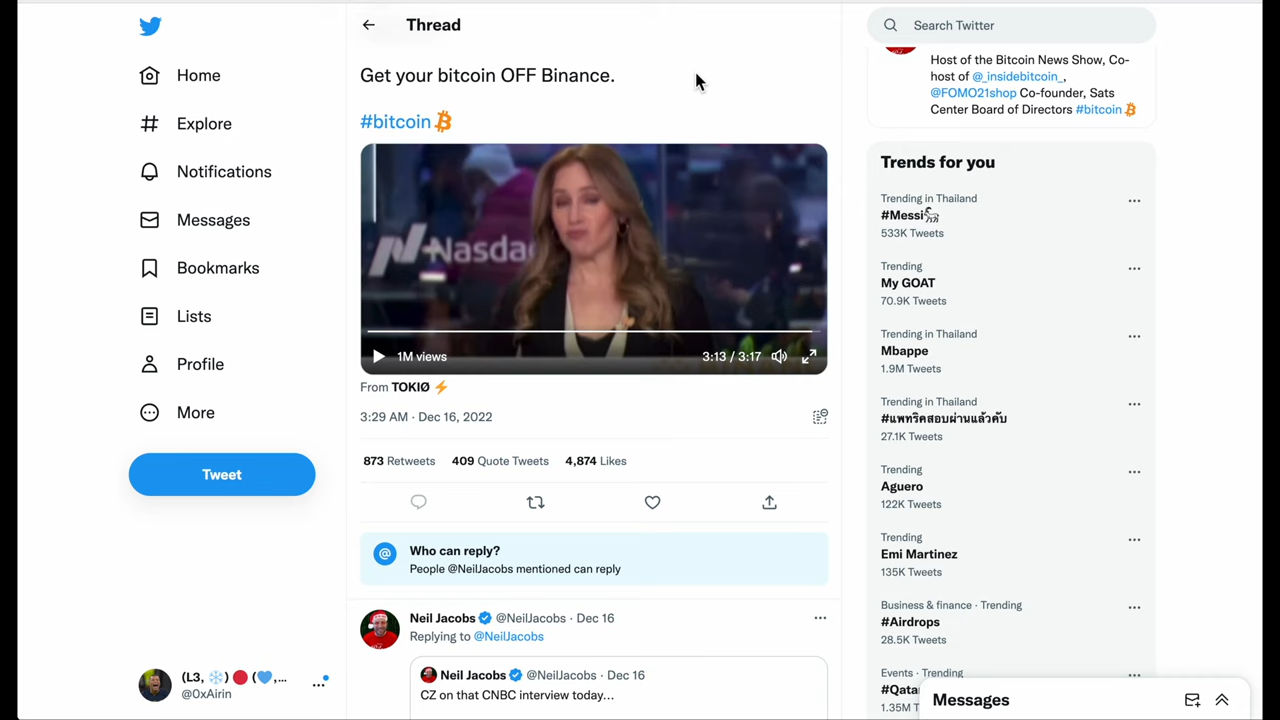 Home
Explore
Notifications
Messages
Bookmarks
Lists
Profile
More
Tweet
(L3, ❄️) 🔴 (💙,...
@0xAirin
Thread
Get your bitcoin OFF Binance.
#bitcoin
Nasda
1M views
3:13 / 3:17
From TOKIØ ⚡
3:29 AM · Dec 16, 2022
873 Retweets 409 Quote Tweets 4,874 Likes
Who can reply?
People @NeilJacobs mentioned can reply
Neil Jacobs @NeilJacobs · Dec 16
Replying to @NeilJacobs
Neil Jacobs @NeilJacobs · Dec 16
CZ on that CNBC interview today...
Search Twitter
Host of the Bitcoin News Show, Co-
host of @_insidebitcoin_,
@FOMO21shop Co-founder, Sats
Center Board of Directors #bitcoin
Trends for you
Trending in Thailand
#Messi
533K Tweets
Trending
My GOAT
70.9K Tweets
Trending in Thailand
Mbappe
1.9M Tweets
Trending in Thailand
#แพทริคสอบผ่านแล้วคับ
27.1K Tweets
Trending
Aguero
122K Tweets
Trending
Emi Martinez
135K Tweets
Business & finance · Trending
#Airdrops
28.5K Tweets
Events · Trending
#Qata
1.35M T
Messages